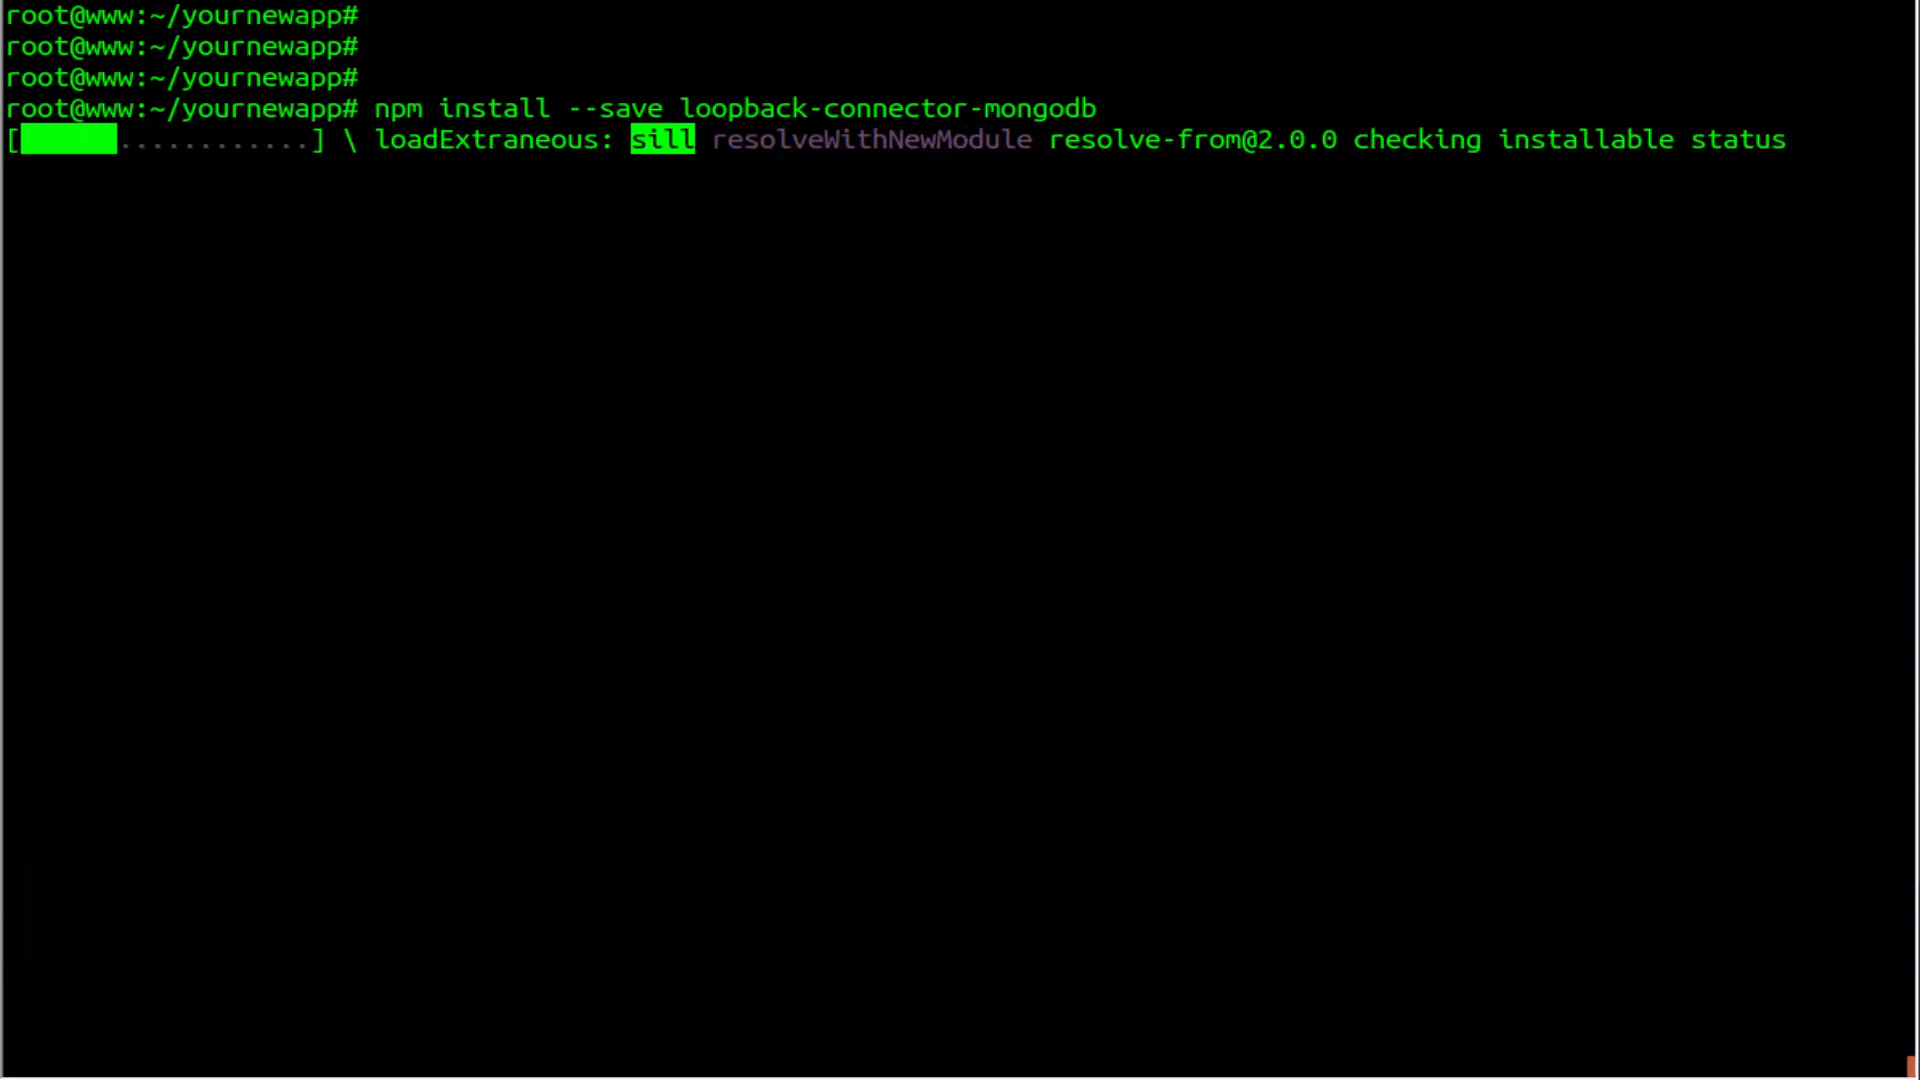 root@www:~/yournewapp#
root@www:~/yournewapp#
root@www:~/yournewapp#
root@www:~/yournewapp# npm install --save loopback-connector-mongodb
[      ............] \ loadExtraneous: sill resolveWithNewModule resolve-from@2.0.0 checking installable status